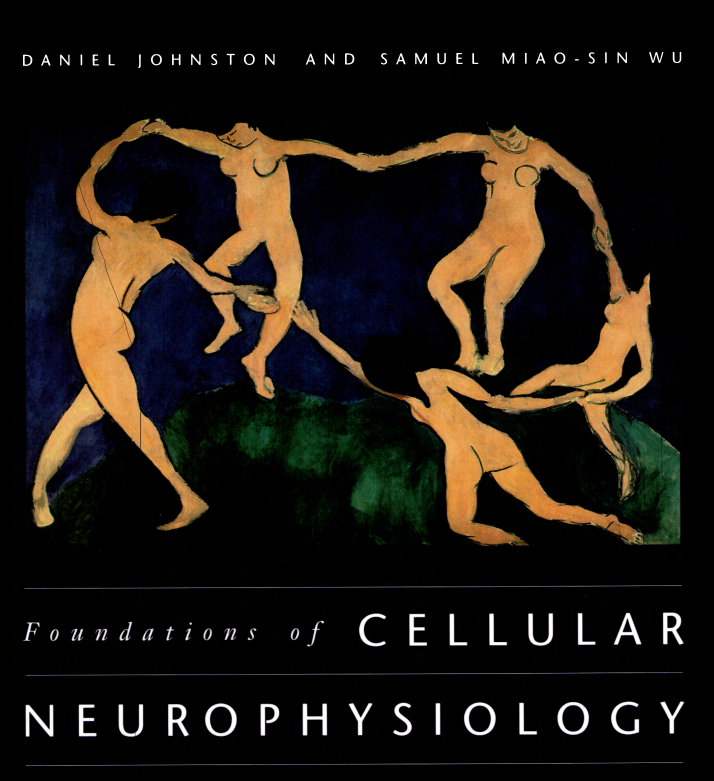 DANIEL JOHNSTON AND SAMUEL MIAO-SIN WU
Foundations of CELLULAR
NEUROPHYSIOLOGY